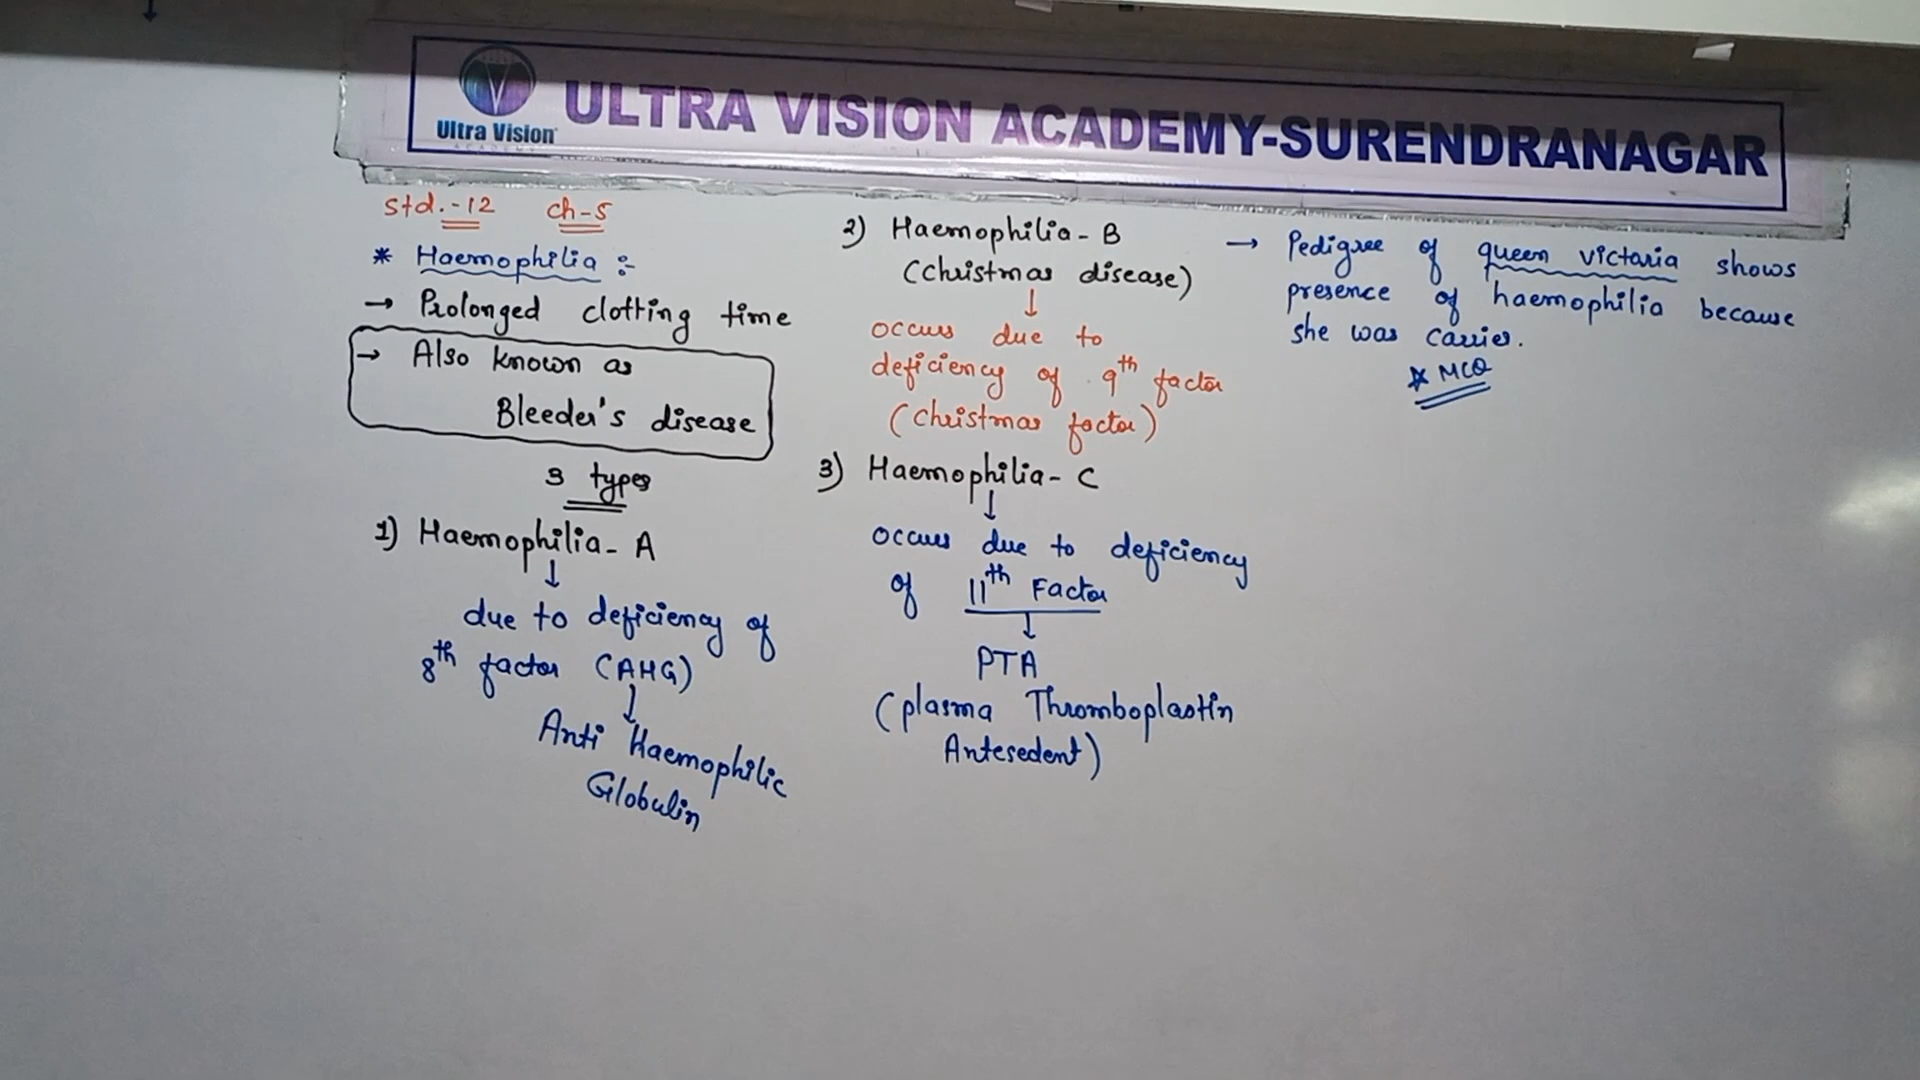 Ultra Vision
ACADEMY
ULTRA VISION ACADEMY-SURENDRANAGAR
Std.-12 ch-5
* Haemophilia :-
→ Prolonged clotting time
→ Also known as
Bleeder's disease
3 types
1) Haemophilia - A
↓
due to deficiency of
8th factor (AHG)
↓
Anti Haemophilic
Globulin
2) Haemophilia - B
(Christmas disease)
↓
occurs due to
deficiency of 9th factor
(Christmas factor)
3) Haemophilia - C
↓
occurs due to deficiency
of 11th Factor
↓
PTA
(plasma Thromboplastin
Antesedent)
→ Pedigree of queen victoria shows
presence of haemophilia because
she was carrier.
* MCQ